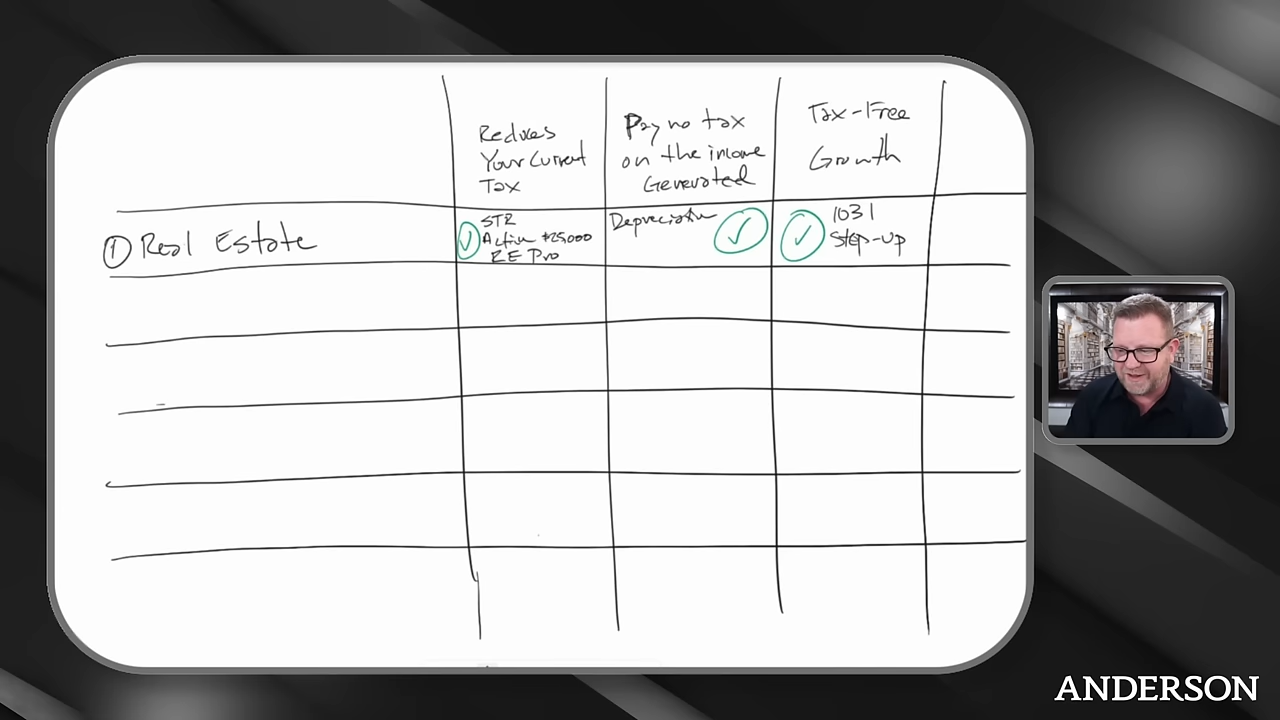 Reduces
Your Current
Tax
Pay no tax
on the income
Generated
Tax-Free
Growth
① Real Estate
STR
Active $25000
RE Pro
Depreciation
1031
Step-up
ANDERSON